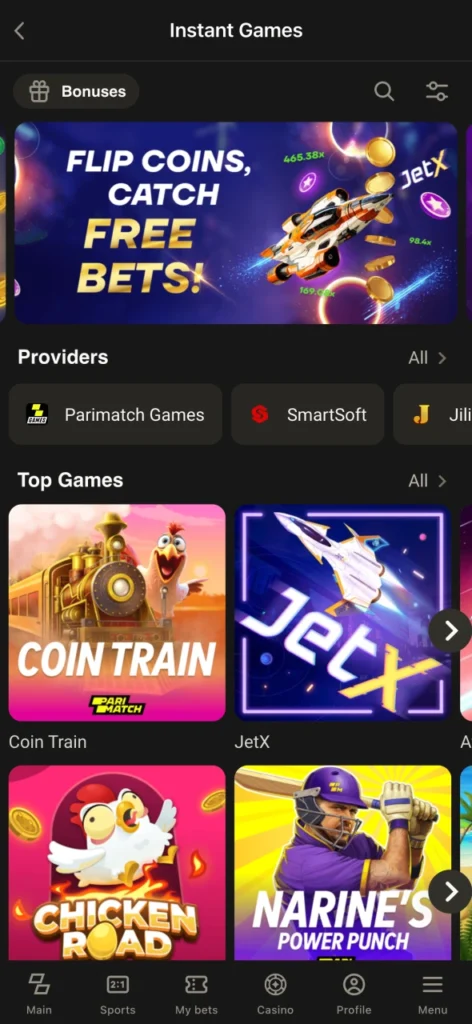 Instant Games
Bonuses
FLIP COINS,
CATCH
FREE
BETS!
465.38x
JetX
98.4x
Providers
All
GAMES
Parimatch Games
SmartSoft
Jili
Top Games
All
COIN TRAIN
PARI
MATCH
JetX
Coin Train
JetX
CHICKEN
ROAD
NARINE'S
POWER PUNCH
2:1
Main
Sports
My bets
Casino
Profile
Menu